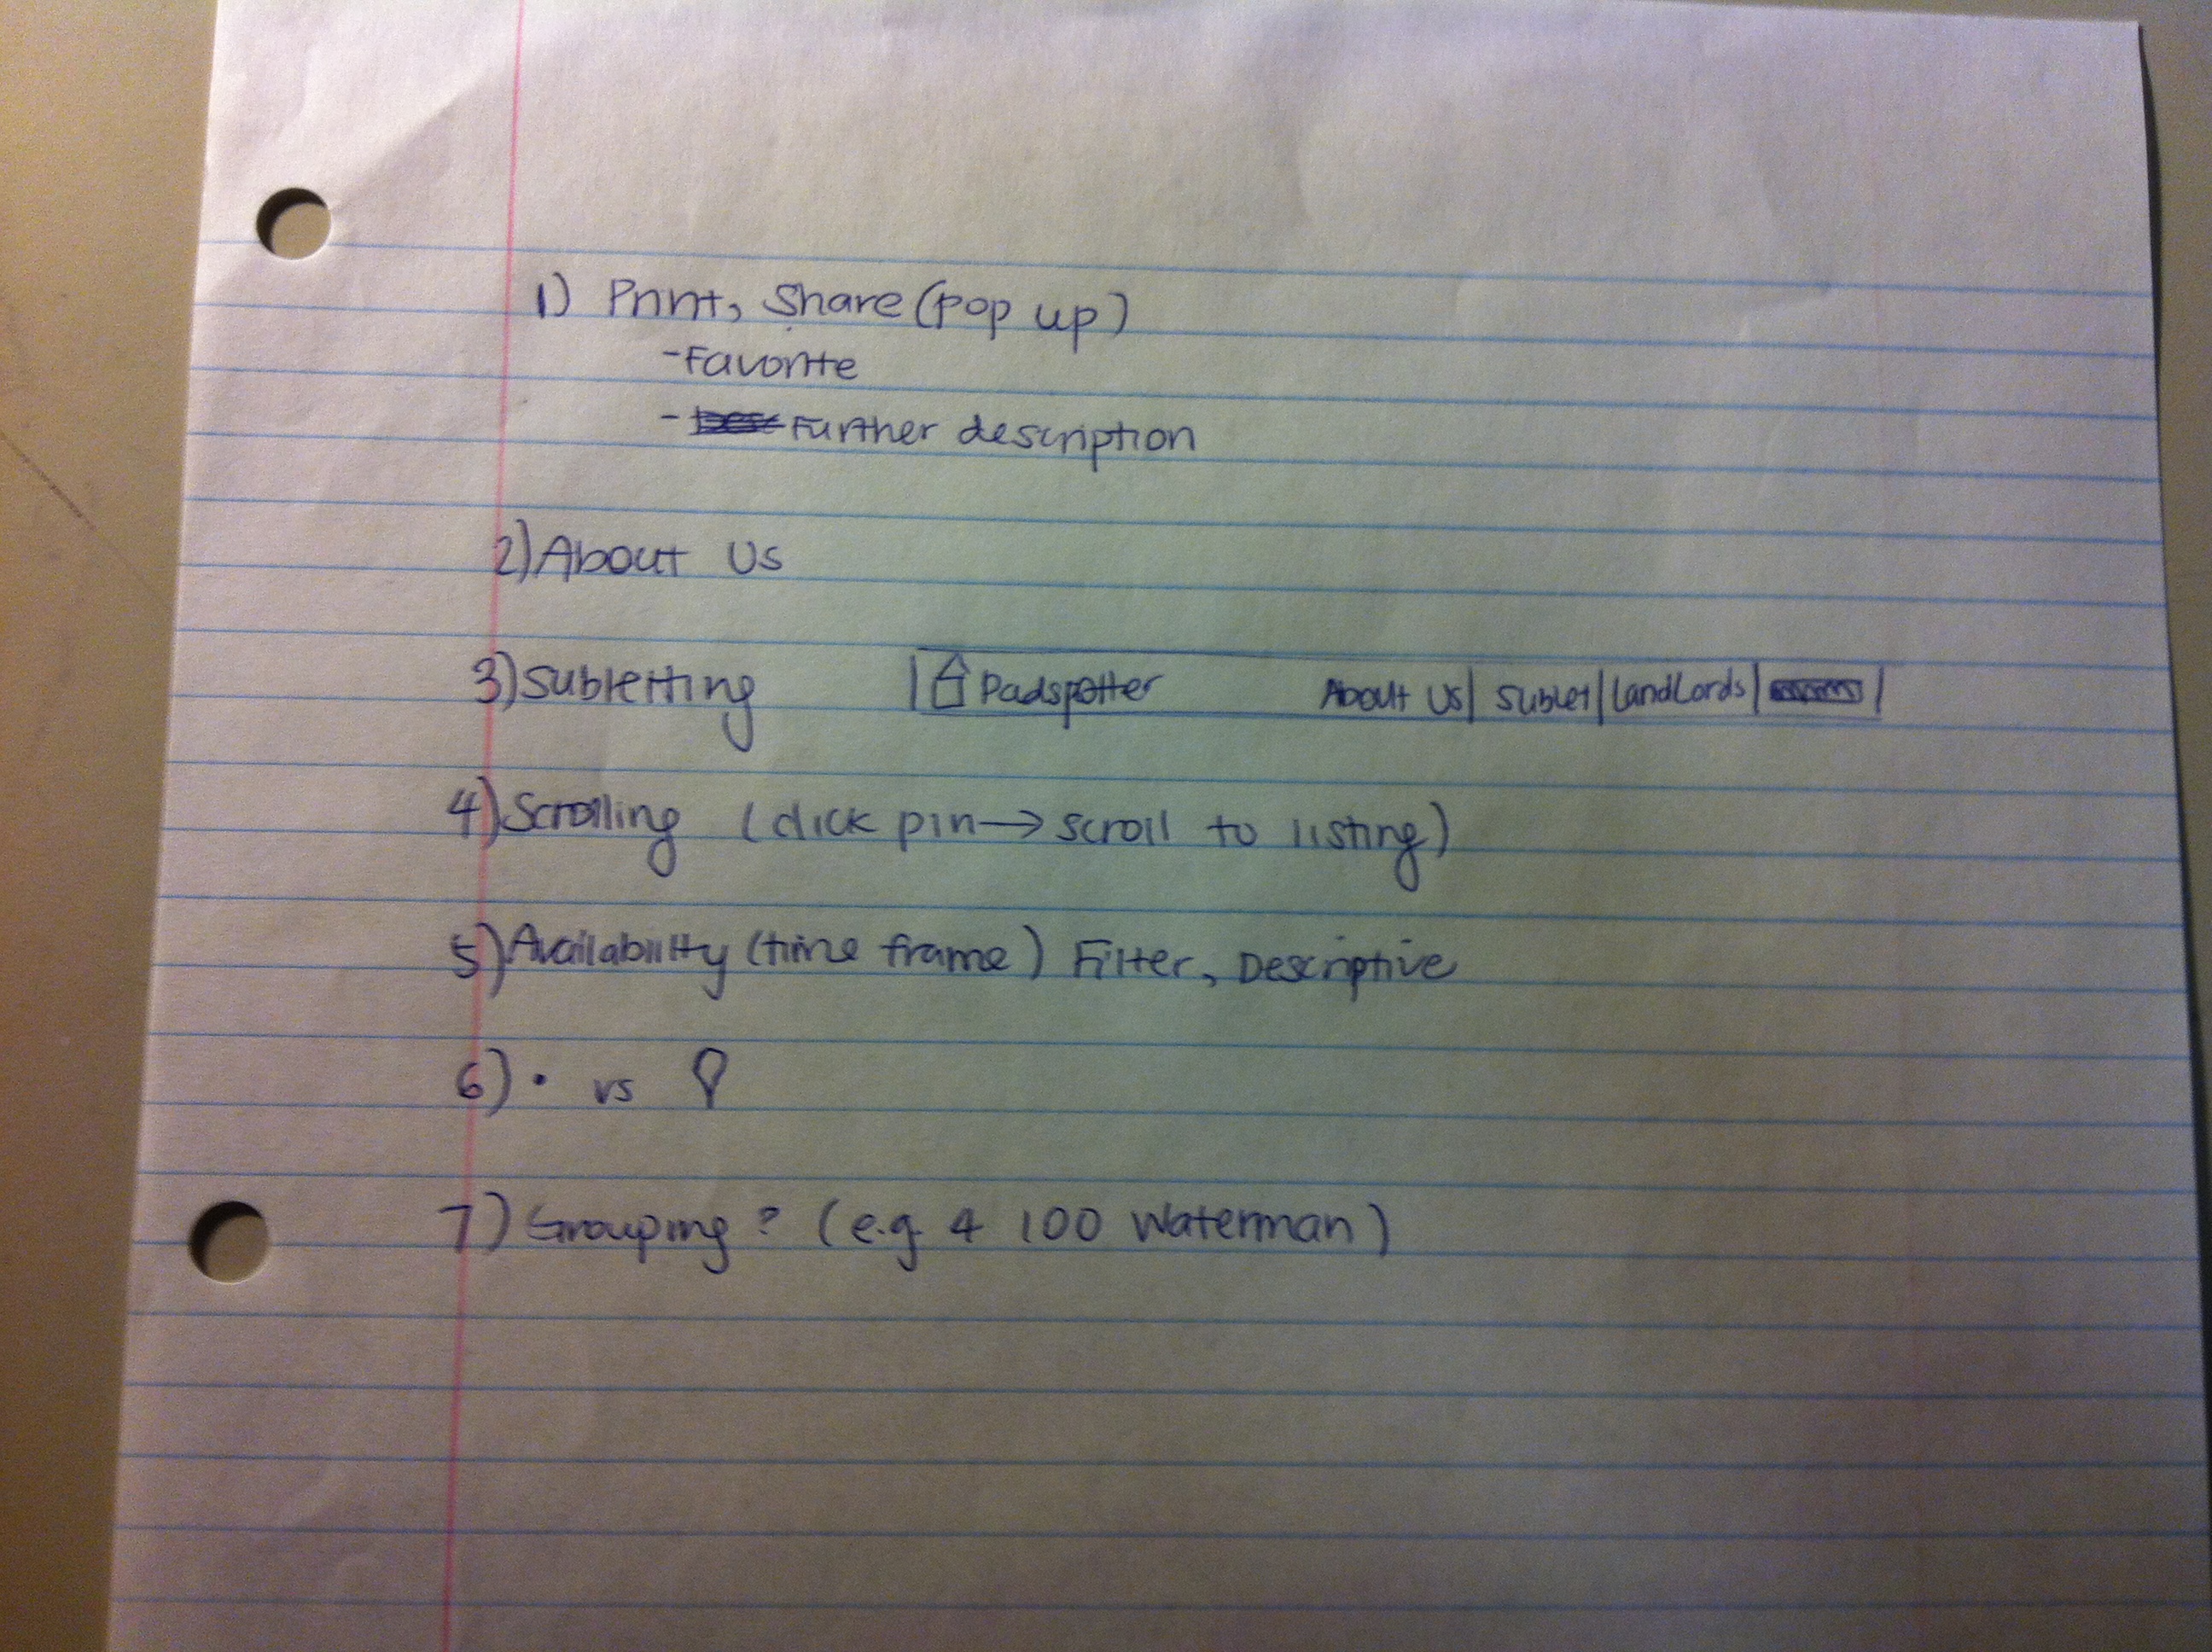 1) Print, Share (pop up)
- Favorite
- Further description
2) About Us
3) Subletting
Padspotter About Us | Sublet | Landlords |
4) Scrolling (click pin → scroll to listing)
5) Availability (time frame) Filter, Descriptive
6) • vs
7) Grouping? (e.g 4 100 Waterman)